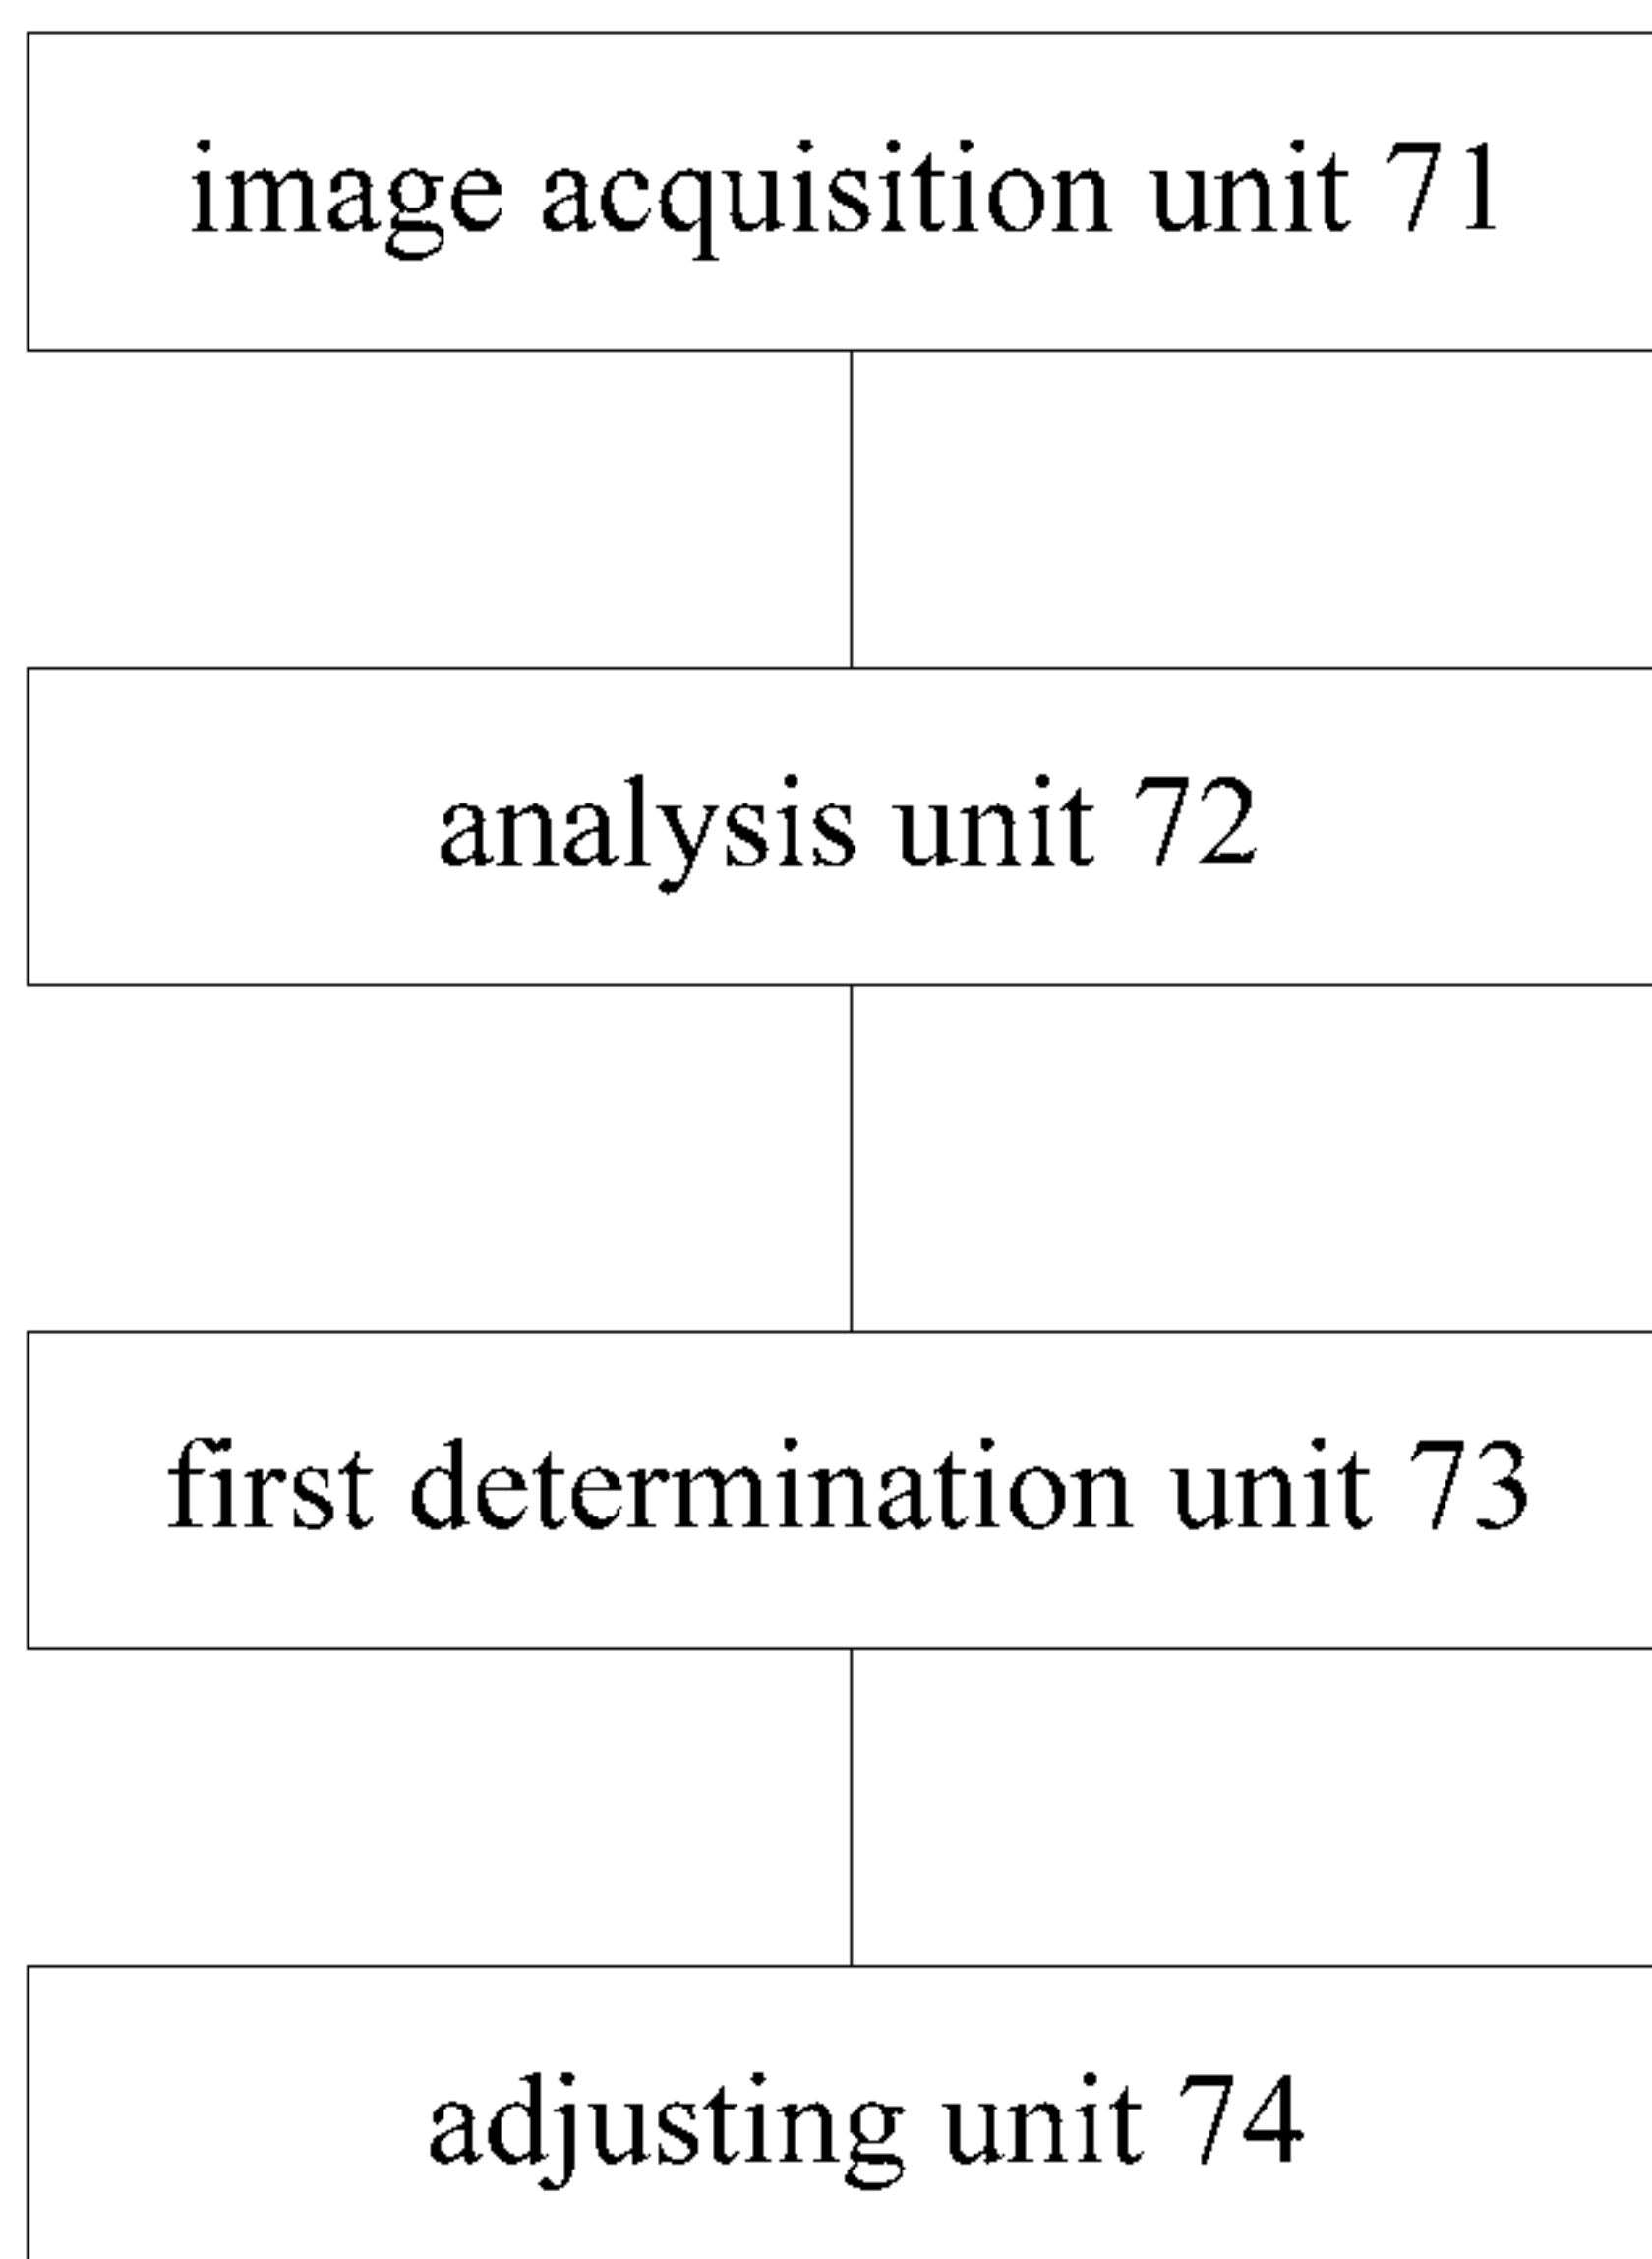 image acquisition unit 71
analysis unit 72
first determination unit 73
adjusting unit 74